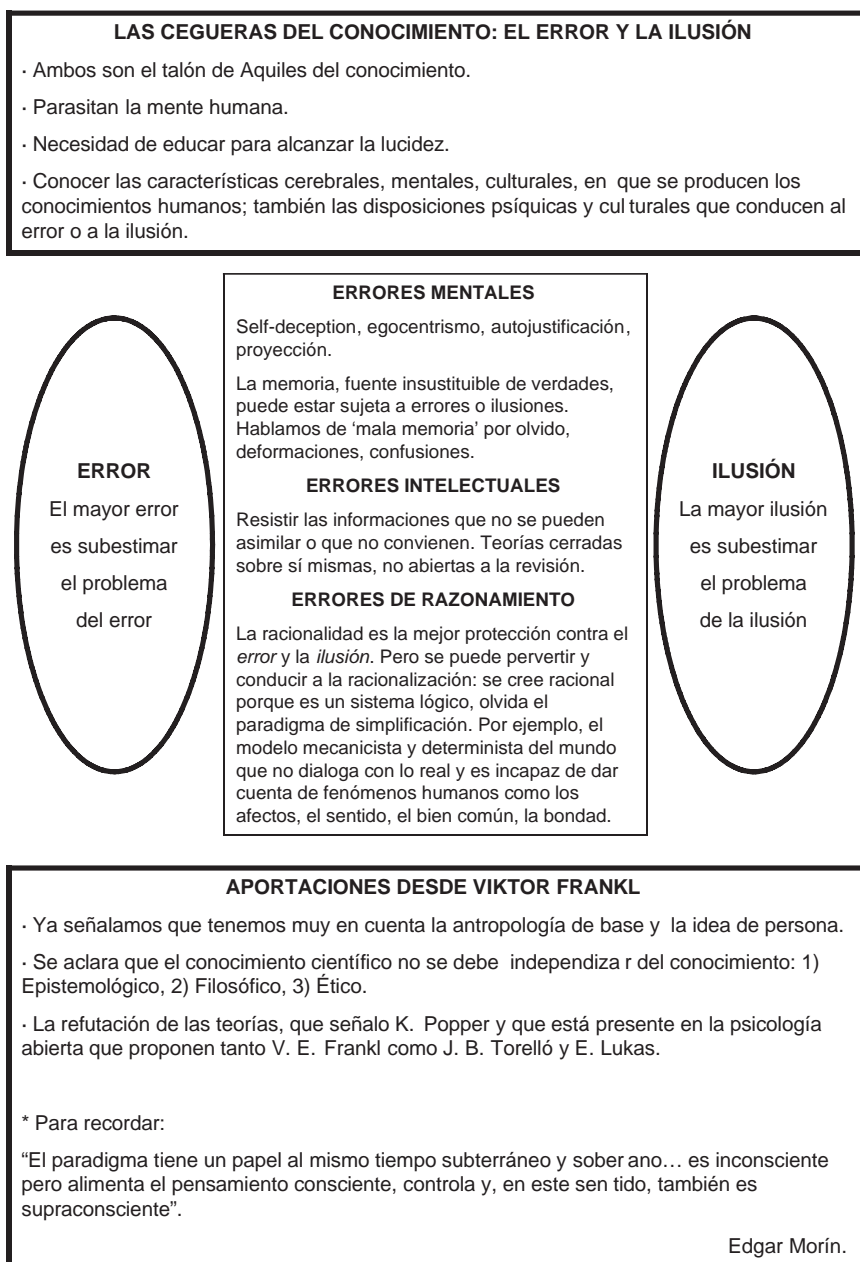 LAS CEGUERAS DEL CONOCIMIENTO: EL ERROR Y LA ILUSIÓN
· Ambos son el talón de Aquiles del conocimiento.
· Parasitan la mente humana.
· Necesidad de educar para alcanzar la lucidez.
· Conocer las características cerebrales, mentales, culturales, en que se producen los
conocimientos humanos; también las disposiciones psíquicas y cul turales que conducen al
error o a la ilusión.
ERROR
El mayor error
es subestimar
el problema
del error
ERRORES MENTALES
Self-deception, egocentrismo, autojustificación,
proyección.
La memoria, fuente insustituible de verdades,
puede estar sujeta a errores o ilusiones.
Hablamos de ‘mala memoria’ por olvido,
deformaciones, confusiones.
ERRORES INTELECTUALES
Resistir las informaciones que no se pueden
asimilar o que no convienen. Teorías cerradas
sobre sí mismas, no abiertas a la revisión.
ERRORES DE RAZONAMIENTO
La racionalidad es la mejor protección contra el
error y la ilusión. Pero se puede pervertir y
conducir a la racionalización: se cree racional
porque es un sistema lógico, olvida el
paradigma de simplificación. Por ejemplo, el
modelo mecanicista y determinista del mundo
que no dialoga con lo real y es incapaz de dar
cuenta de fenómenos humanos como los
afectos, el sentido, el bien común, la bondad.
ILUSIÓN
La mayor ilusión
es subestimar
el problema
de la ilusión
APORTACIONES DESDE VIKTOR FRANKL
· Ya señalamos que tenemos muy en cuenta la antropología de base y la idea de persona.
· Se aclara que el conocimiento científico no se debe independiza r del conocimiento: 1)
Epistemológico, 2) Filosófico, 3) Ético.
· La refutación de las teorías, que señalo K. Popper y que está presente en la psicología
abierta que proponen tanto V. E. Frankl como J. B. Torelló y E. Lukas.
* Para recordar:
“El paradigma tiene un papel al mismo tiempo subterráneo y sober ano… es inconsciente
pero alimenta el pensamiento consciente, controla y, en este sen tido, también es
supraconsciente”.
Edgar Morín.